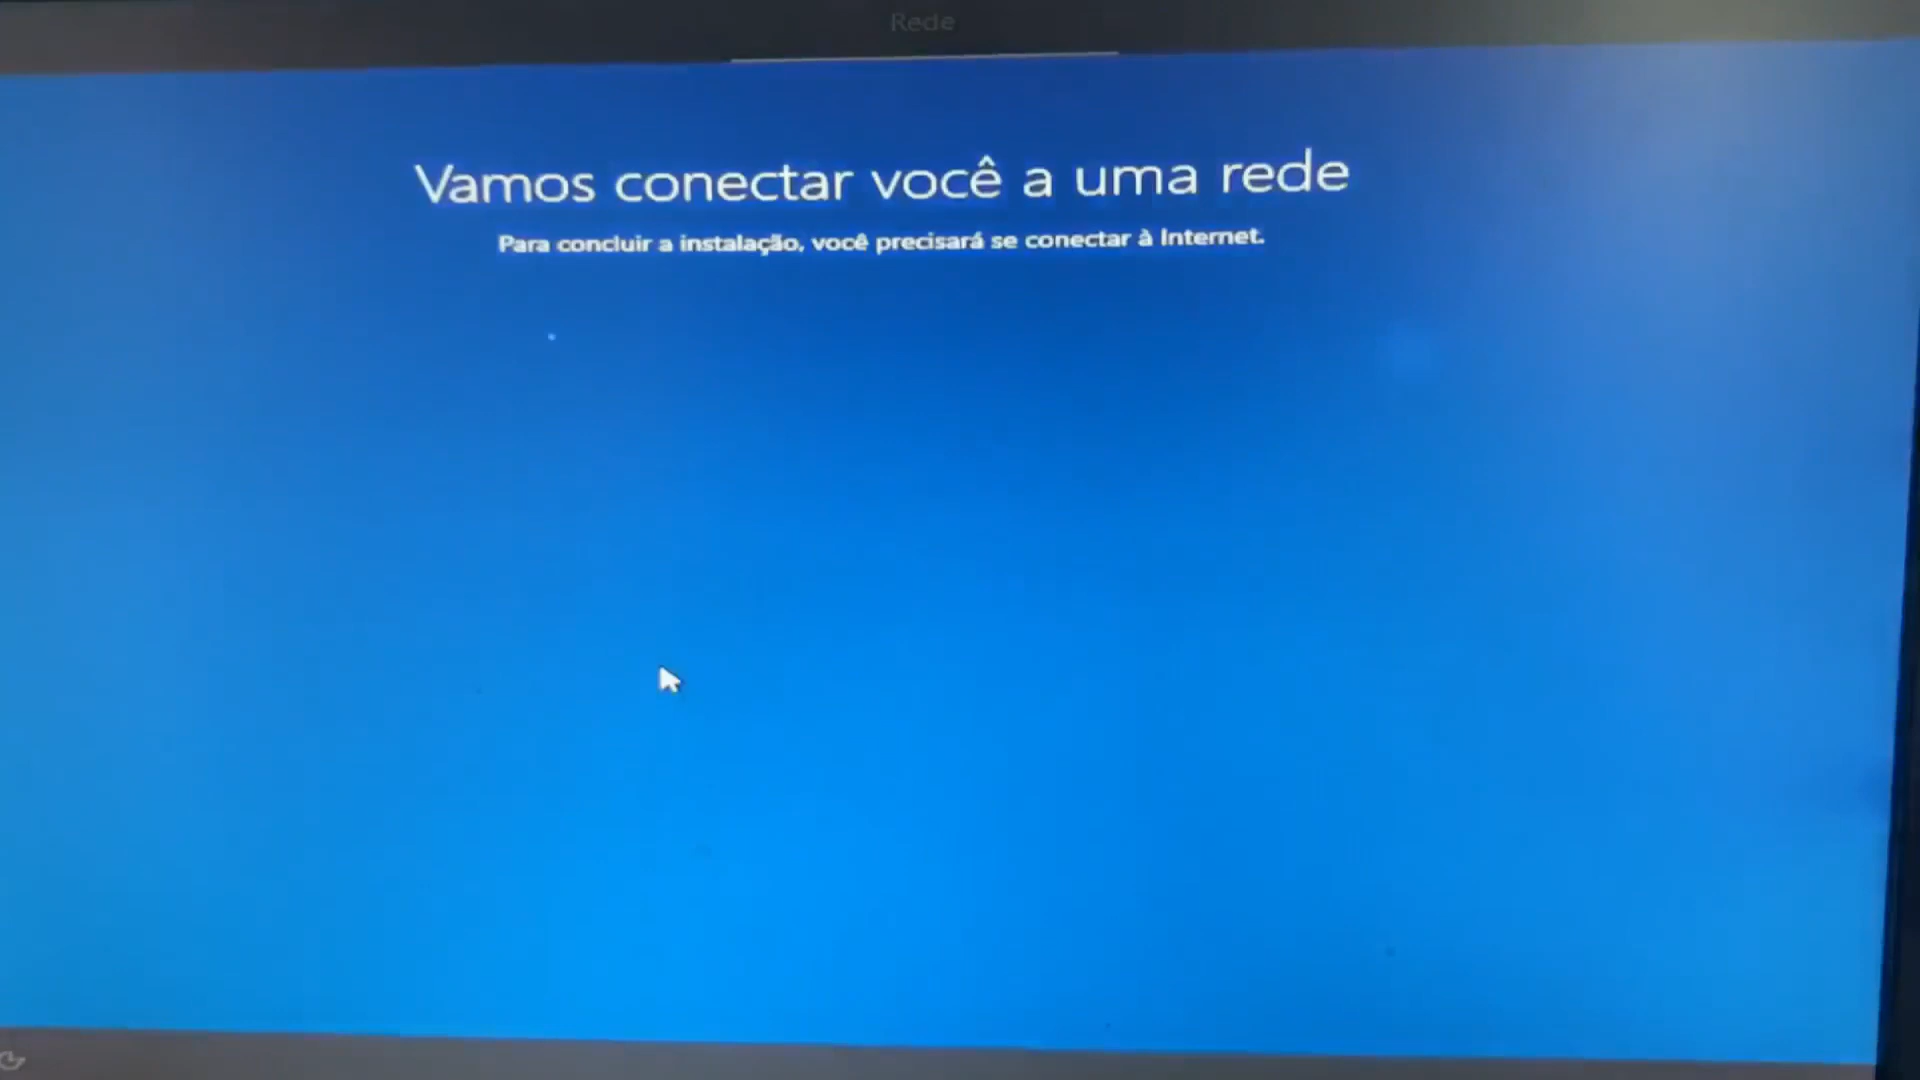 Rede
Vamos conectar você a uma rede
Para concluir a instalação, você precisará se conectar à Internet.